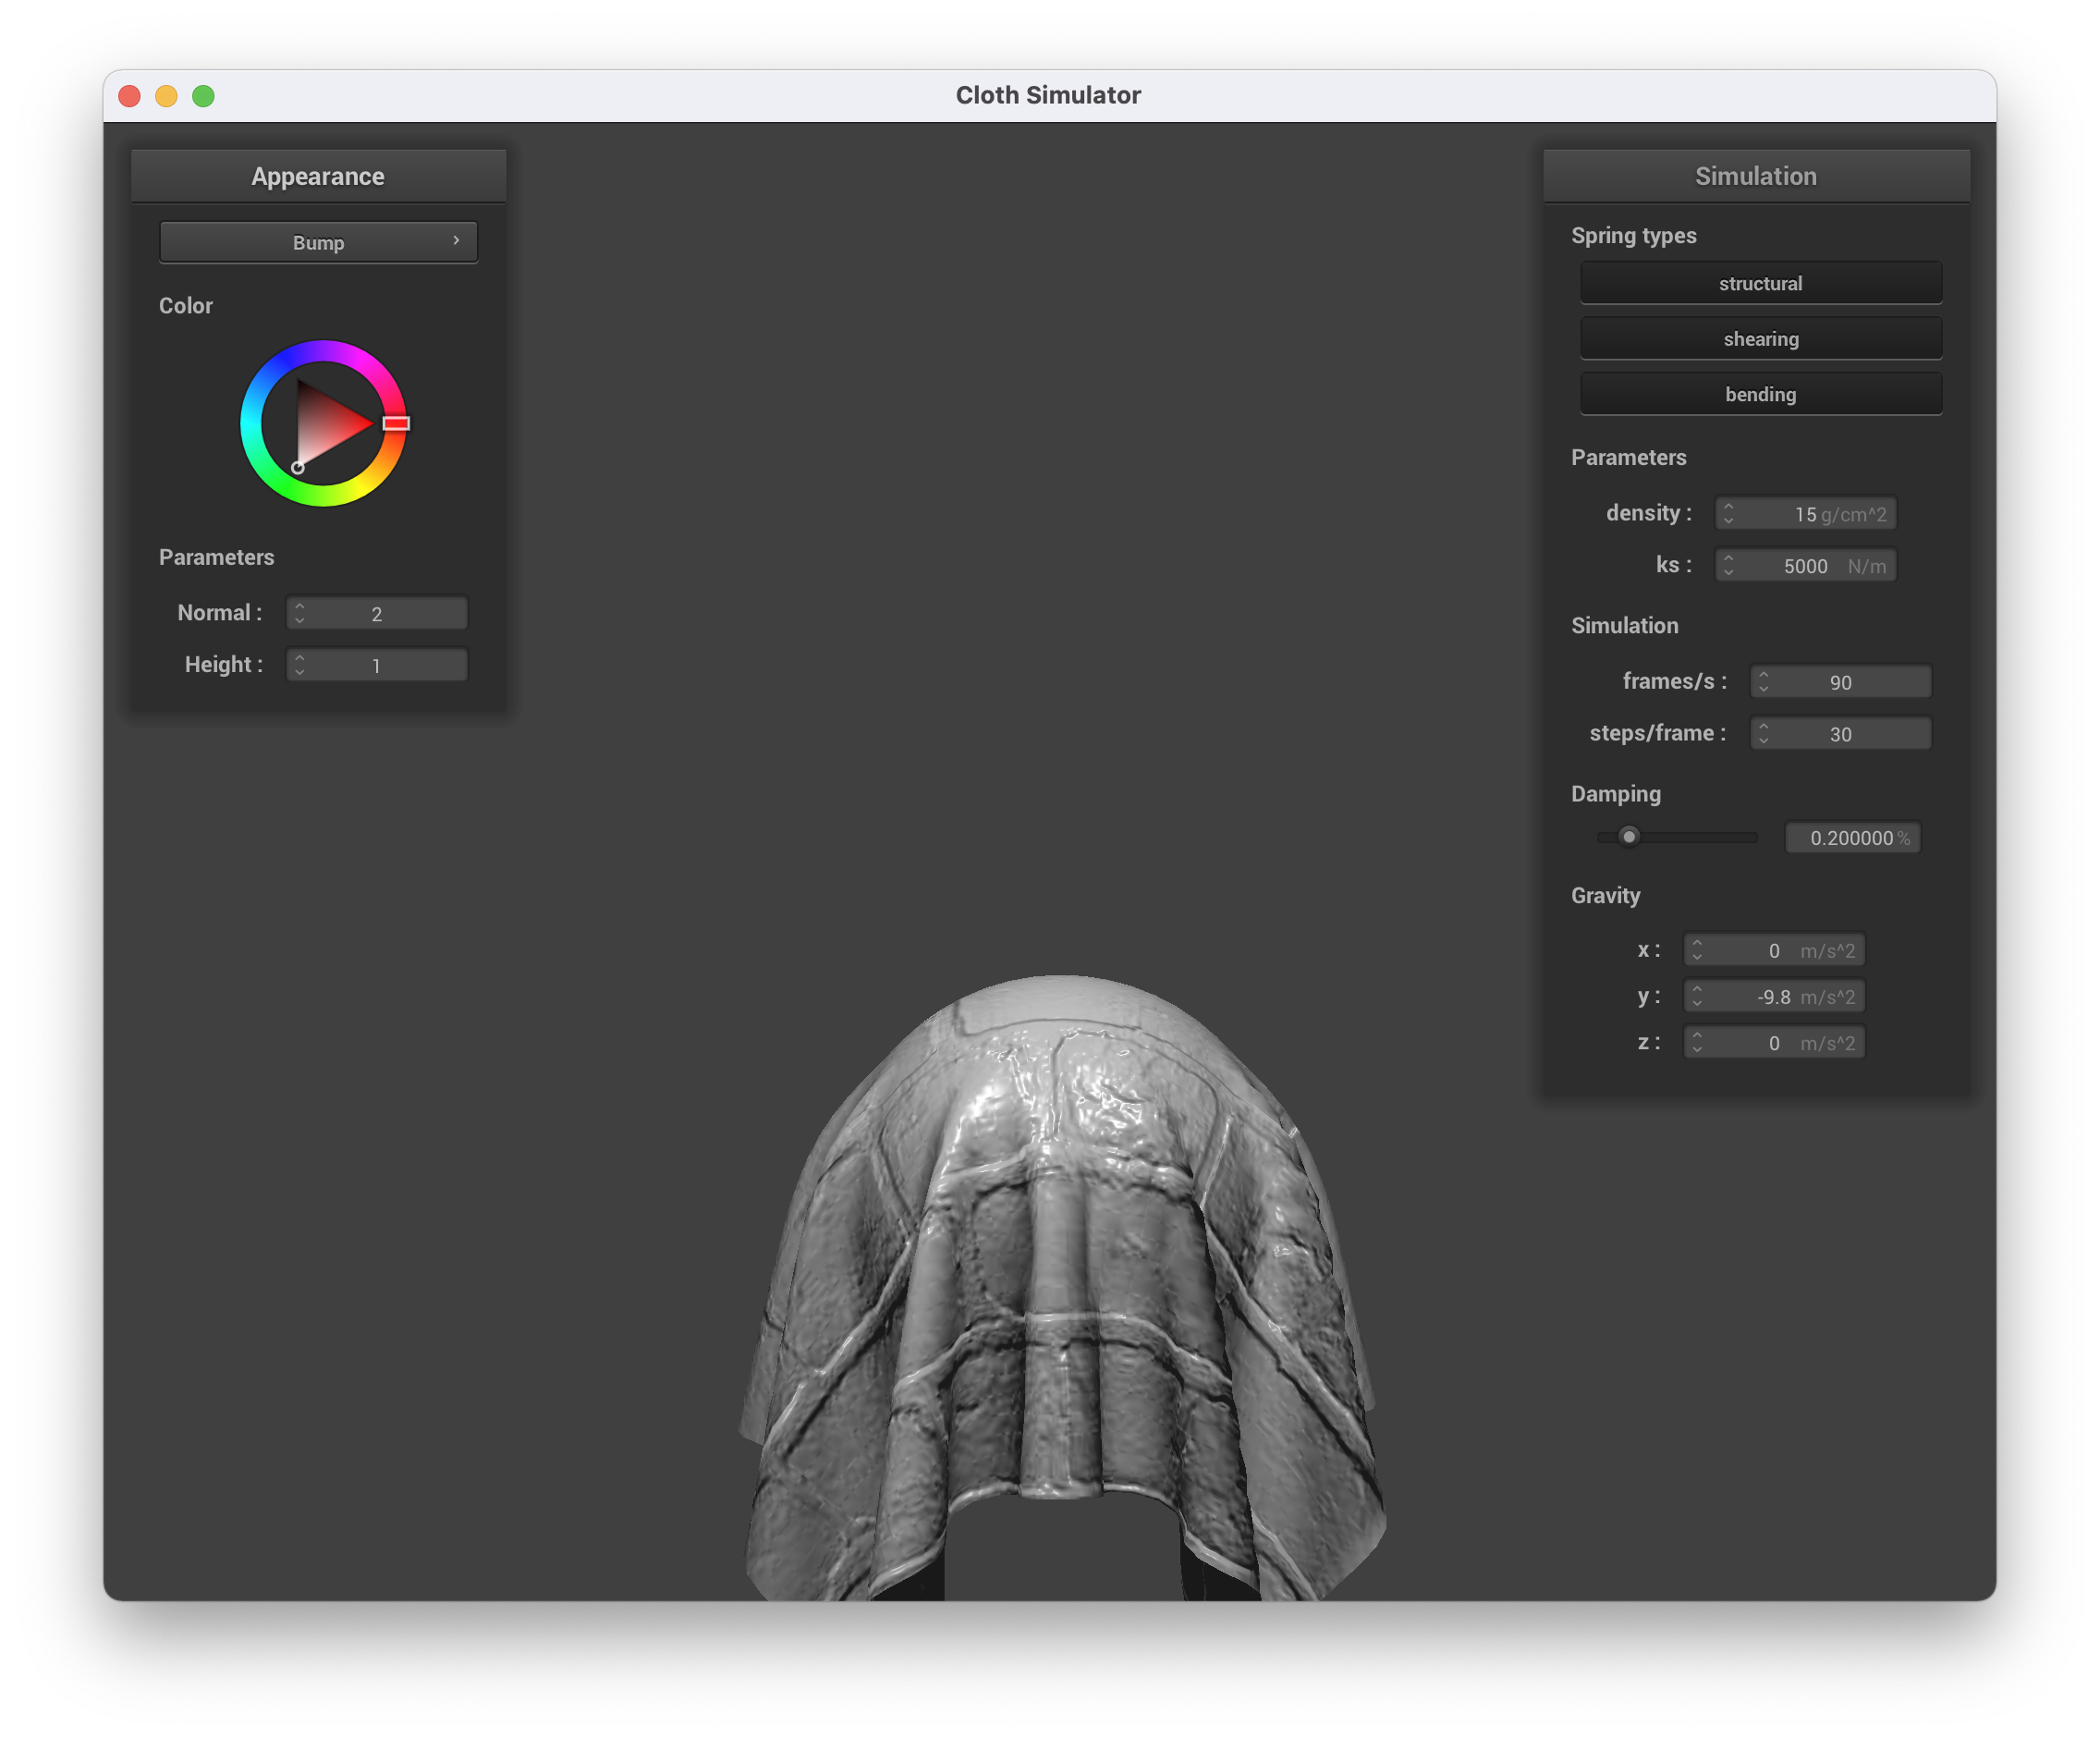 Cloth Simulator
Appearance
Bump
Color
Parameters
Normal : 2
Height : 1
Simulation
Spring types
structural
shearing
bending
Parameters
density : 15 g/cm^2
ks : 5000 N/m
Simulation
frames/s : 90
steps/frame : 30
Damping
0.200000 %
Gravity
x : 0 m/s^2
y : -9.8 m/s^2
z : 0 m/s^2